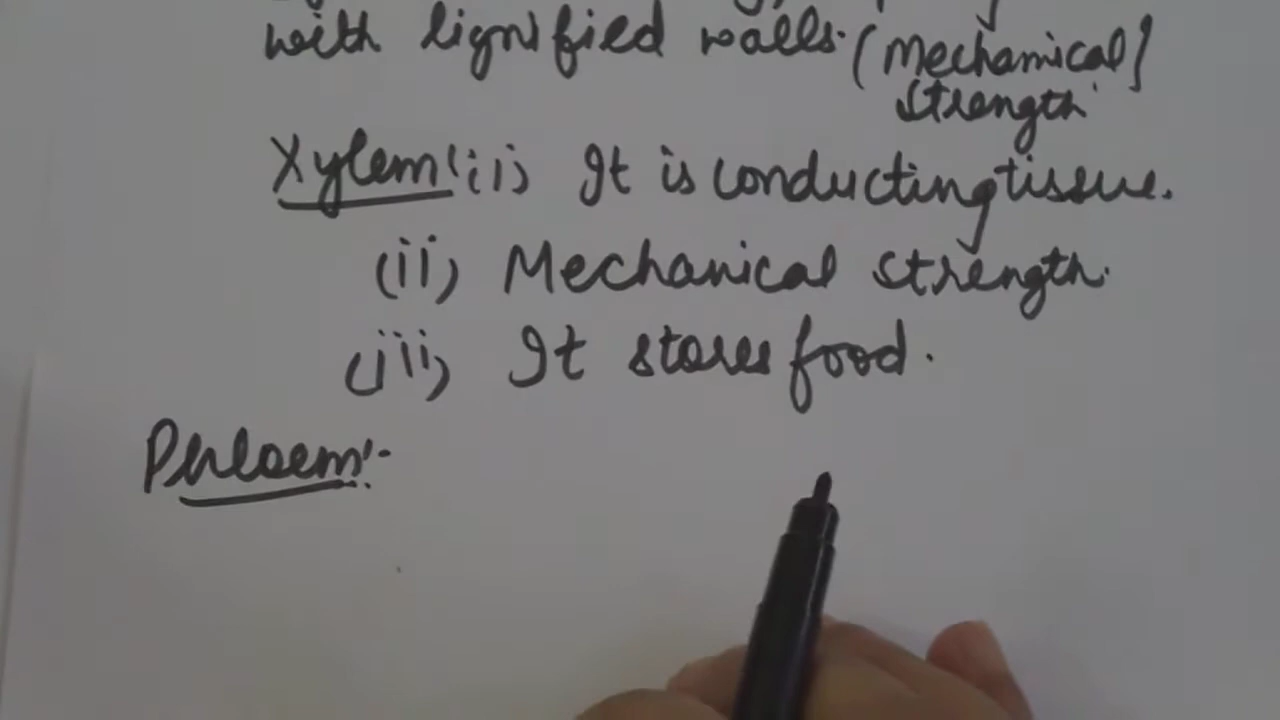 with lignified walls. (Mechanical)
strength
Xylem: (i) It is conducting tissue.
(ii) Mechanical strength.
(iii) It stores food.
Phloem:-